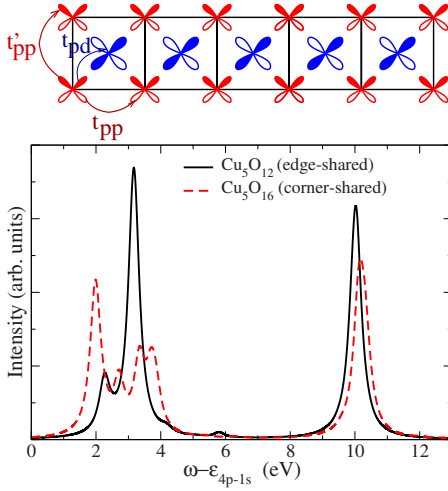 t'pp
tpd
tpp
Cu5O12 (edge-shared)
Cu5O16 (corner-shared)
Intensity (arb. units)
0 2 4 6 8 10 12
ω−ε4p-1s (eV)